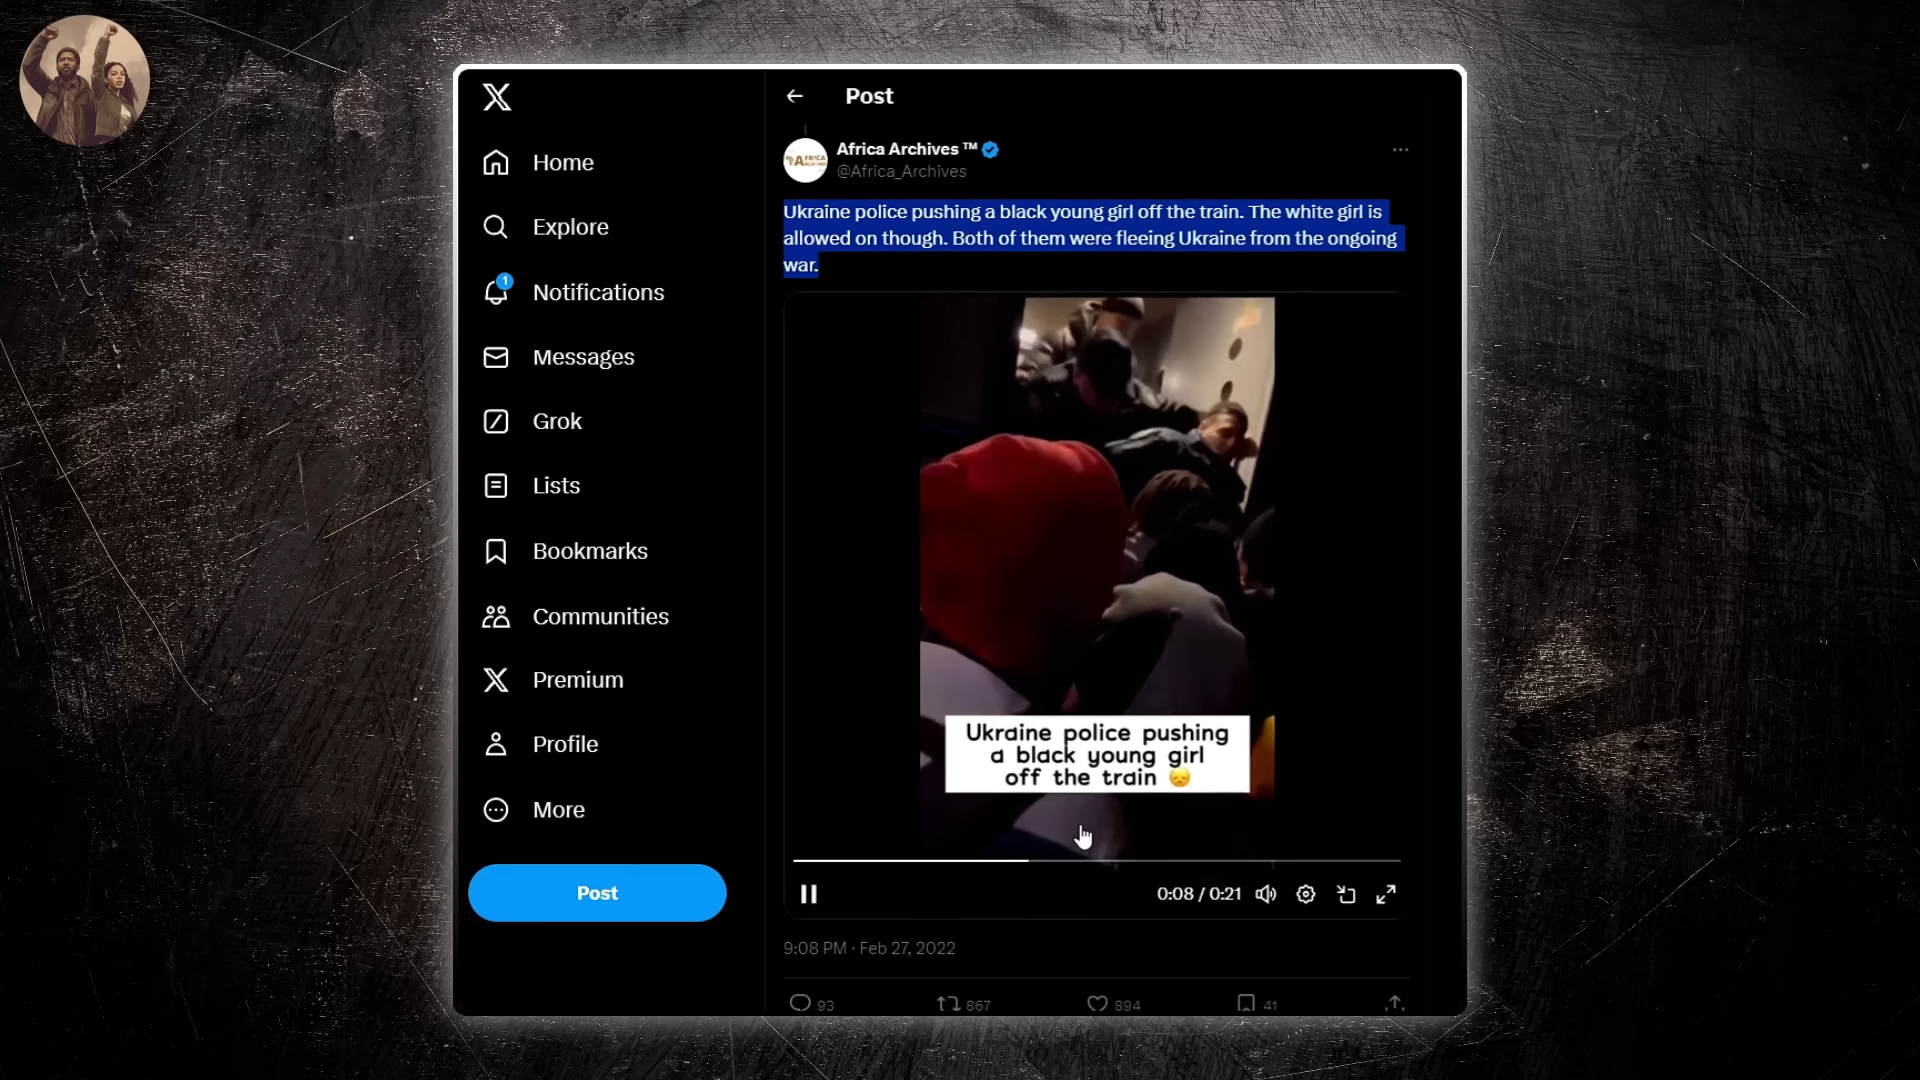 Home
Explore
1
Notifications
Messages
Grok
Lists
Bookmarks
Communities
Premium
Profile
More
Post
Post
Africa Archives ™
@Africa_Archives
Ukraine police pushing a black young girl off the train. The white girl is
allowed on though. Both of them were fleeing Ukraine from the ongoing
war.
Ukraine police pushing
a black young girl
off the train 😞
0:08 / 0:21
9:08 PM · Feb 27, 2022
93
867
894
41